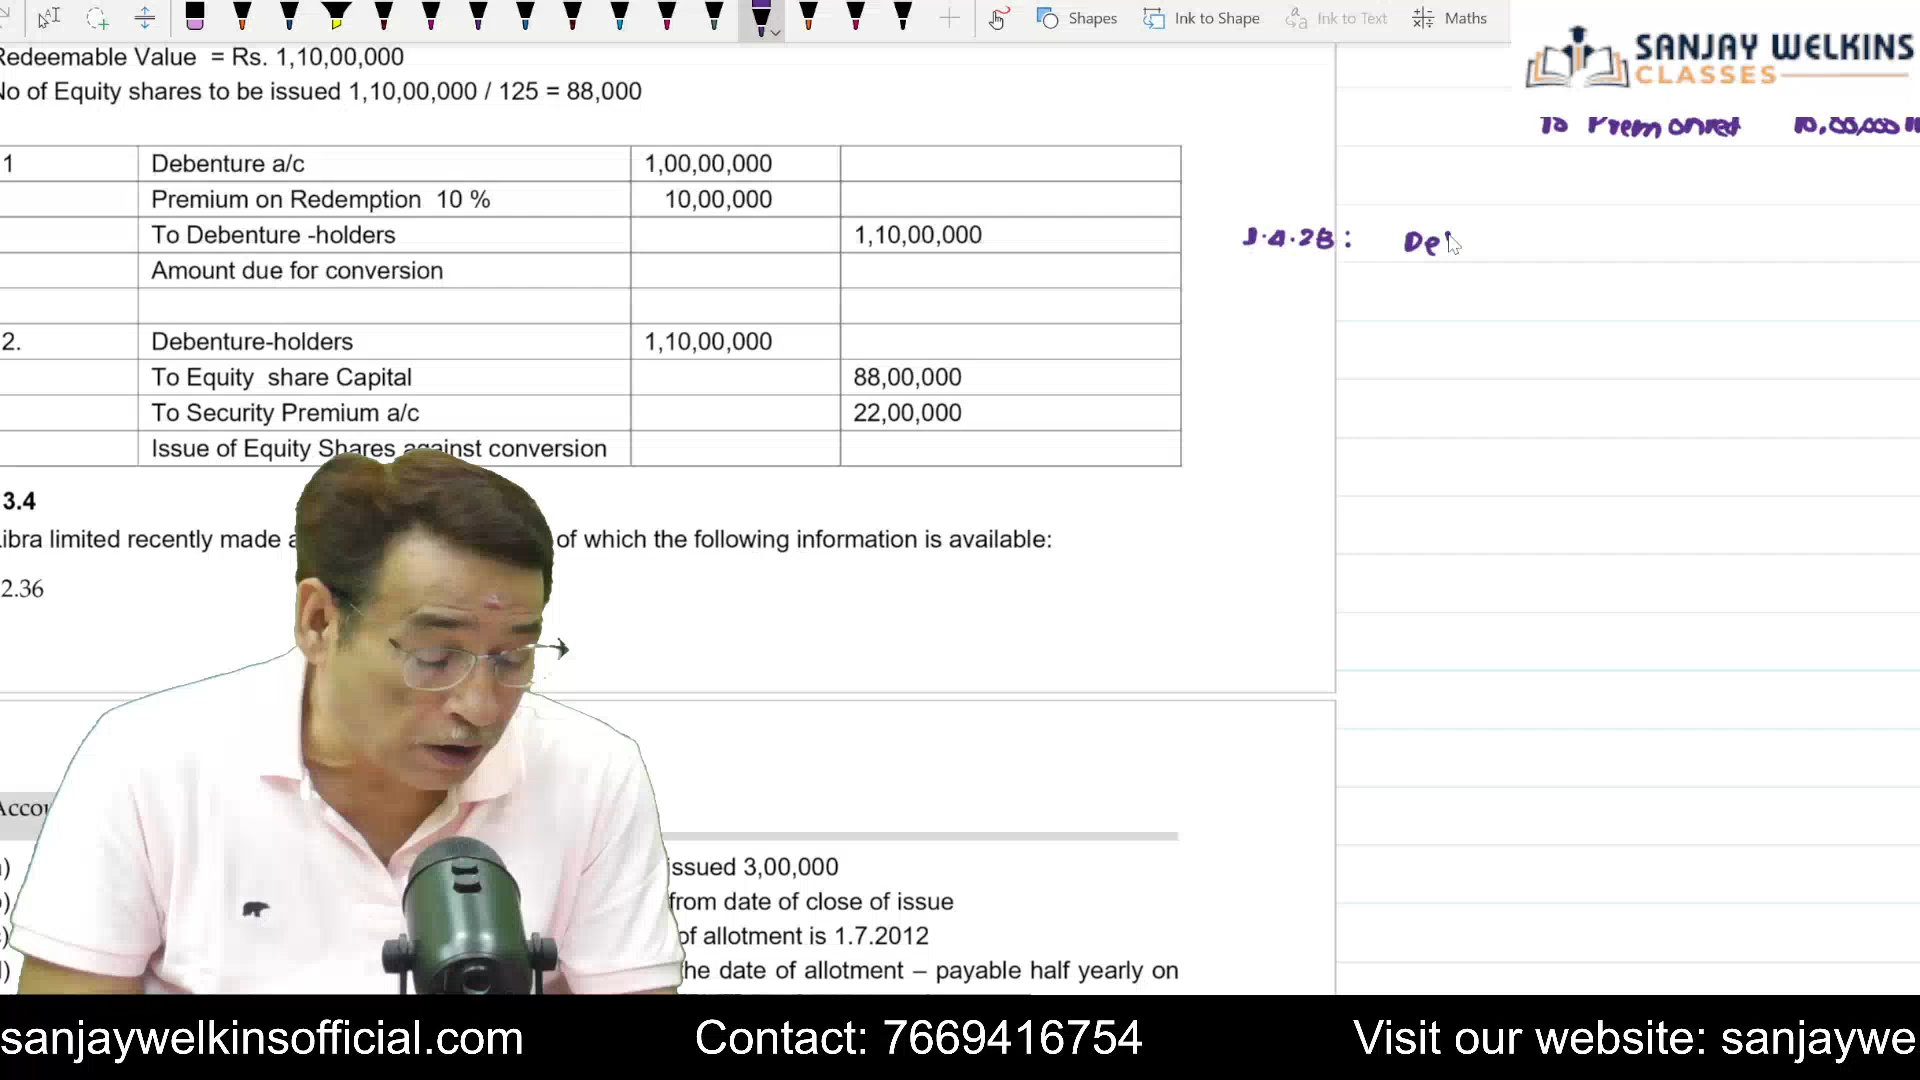 Shapes Ink to Shape Ink to Text Maths
SANJAY WELKINS
CLASSES
Redeemable Value = Rs. 1,10,00,000
No of Equity shares to be issued 1,10,00,000 / 125 = 88,000
To Prem on red 10,00,000
1 Debenture a/c 1,00,00,000
Premium on Redemption 10 % 10,00,000
To Debenture -holders 1,10,00,000
Amount due for conversion
2. Debenture-holders 1,10,00,000
To Equity share Capital 88,00,000
To Security Premium a/c 22,00,000
Issue of Equity Shares against conversion
1.4.28: De
3.4
ibra limited recently made a of which the following information is available:
2.36
Accou
issued 3,00,000
from date of close of issue
of allotment is 1.7.2012
the date of allotment – payable half yearly on
sanjaywelkinsofficial.com Contact: 7669416754 Visit our website: sanjaywe